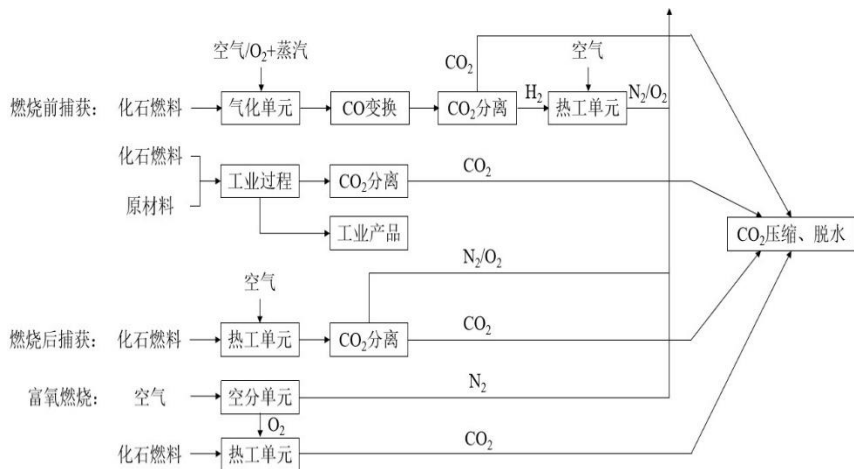 空气/O₂+蒸汽
CO₂
空气
燃烧前捕获: 化石燃料 气化单元 CO变换 CO₂分离 H₂ 热工单元 N₂/O₂
化石燃料
工业过程 CO₂分离 CO₂
原材料
工业产品
CO₂压缩、脱水
N₂/O₂
空气
燃烧后捕获: 化石燃料 热工单元 CO₂分离 CO₂
富氧燃烧: 空气 空分单元 N₂
O₂
化石燃料 热工单元 CO₂